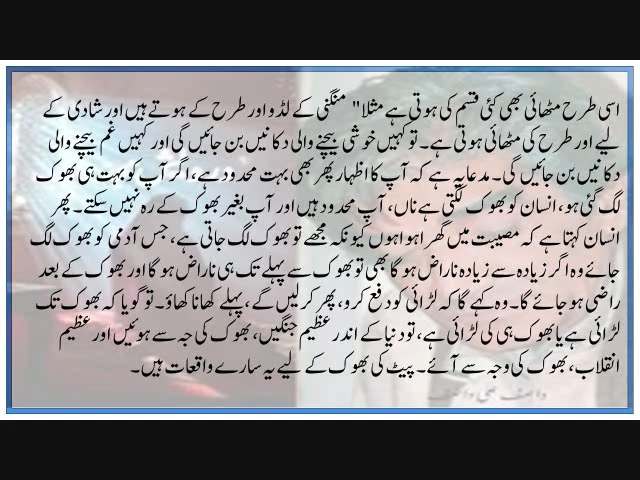 اسی طرح مٹھائی بھی کئی قسم کی ہوتی ہے مثلا" منگنی کے لڈو اور طرح کے ہوتے ہیں اور شادی کے
لیے اور طرح کی مٹھائی ہوتی ہے۔ تو کہیں خوشی بیچنے والی دکانیں بن جائیں گی اور کہیں غم بیچنے والی
دکانیں بن جائیں گی۔ مدعا یہ ہے کہ آپ کا اظہار پھر بھی بہت محدود ہے، اگر آپ کو بہت ہی بھوک
لگ گئی ہو، انسان کو بھوک لگتی ہے ناں، آپ محدود ہیں اور آپ بغیر بھوک کے رہ نہیں سکتے۔ پھر
انسان کہتا ہے کہ مصیبت میں گھرا ہوا ہوں کیونکہ مجھے تو بھوک لگ جاتی ہے، جس آدمی کو بھوک لگ
جائے وہ اگر زیادہ سے زیادہ ناراض ہو گا بھی تو بھوک سے پہلے تک ہی ناراض ہو گا اور بھوک کے بعد
راضی ہو جائے گا۔ وہ کہے گا کہ لڑائی کو دفع کرو، پھر کر لیں گے، پہلے کھانا کھاؤ۔ تو گویا کہ بھوک تک
لڑائی ہے یا بھوک ہی کی لڑائی ہے، تو دنیا کے اندر عظیم جنگیں، بھوک کی جہ سے ہوئیں اور عظیم
انقلاب، بھوک کی وجہ سے آئے۔ پیٹ کی بھوک کے لیے یہ سارے واقعات ہیں۔
واصف علی واصف